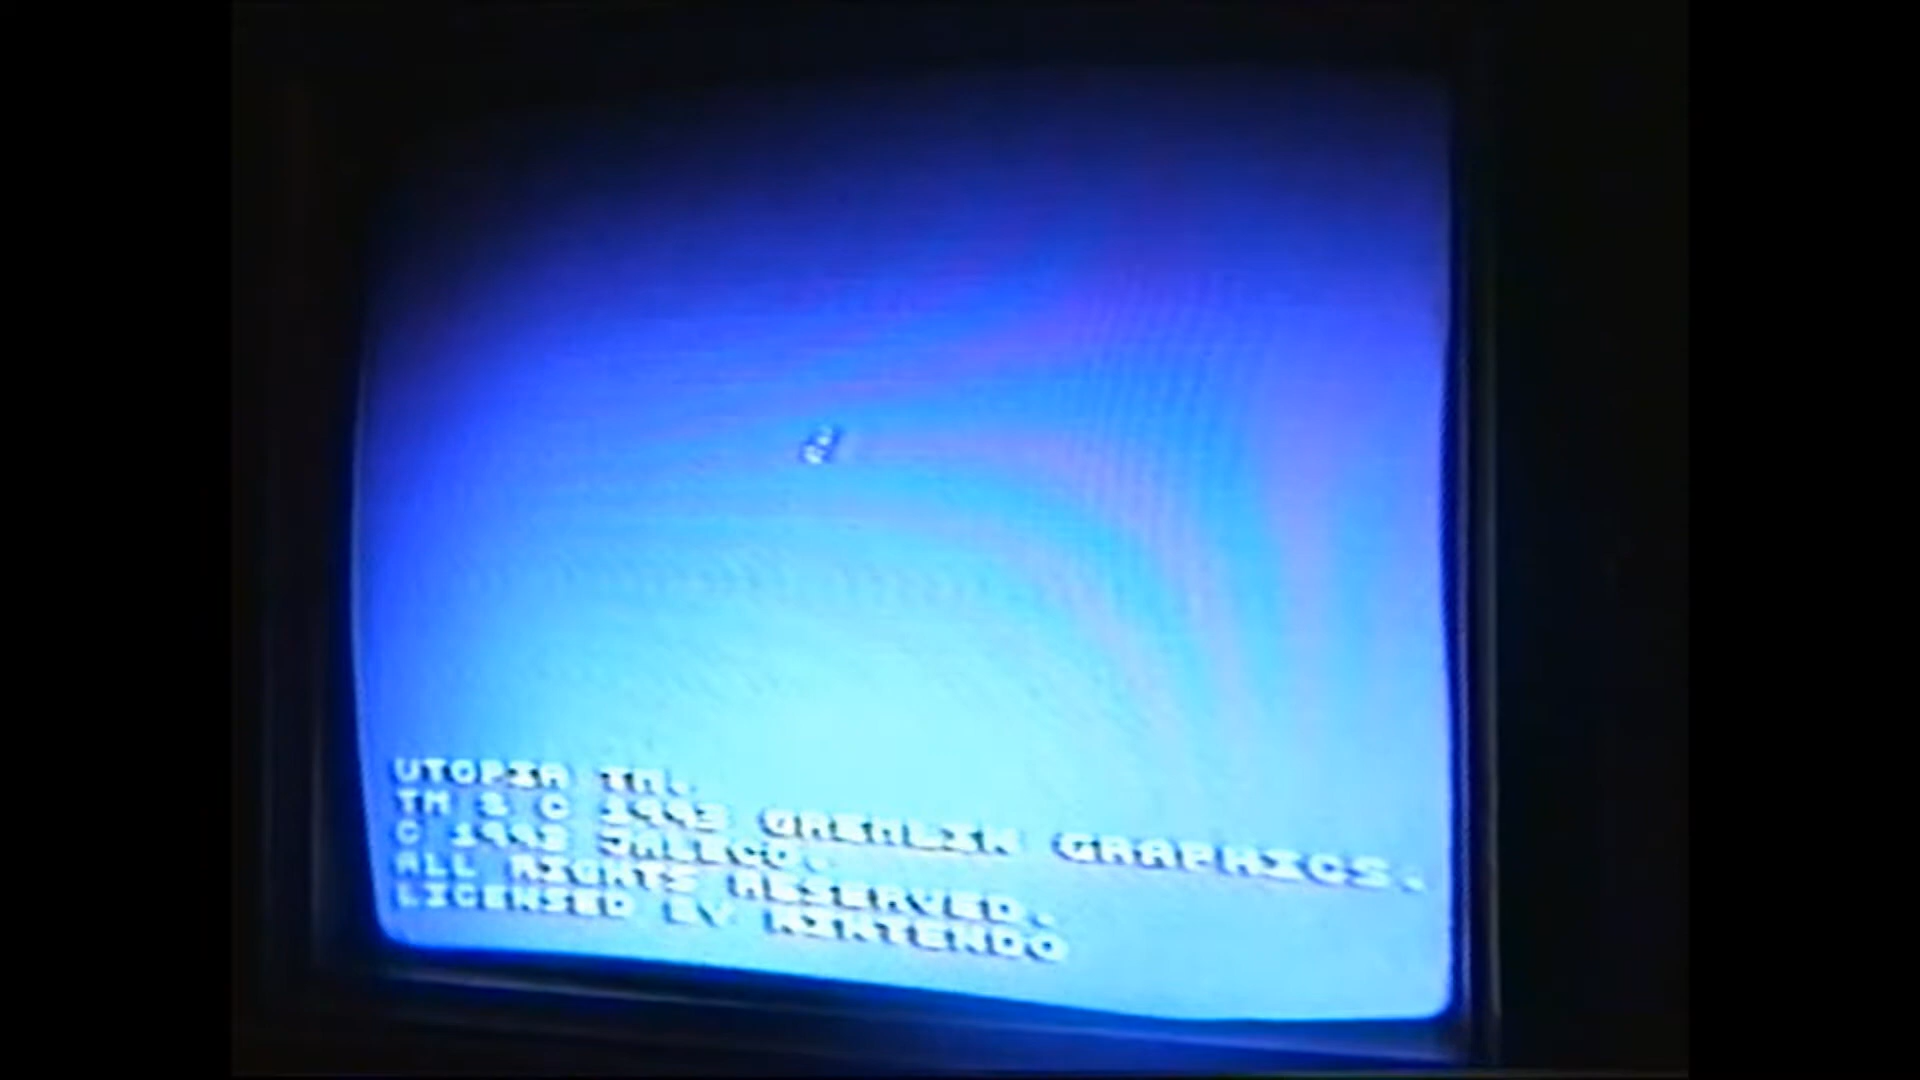 UTOPIA TM.
TM & C 1993 GREMLIN GRAPHICS.
C 1993 JALECO.
ALL RIGHTS RESERVED.
LICENSED BY NINTENDO